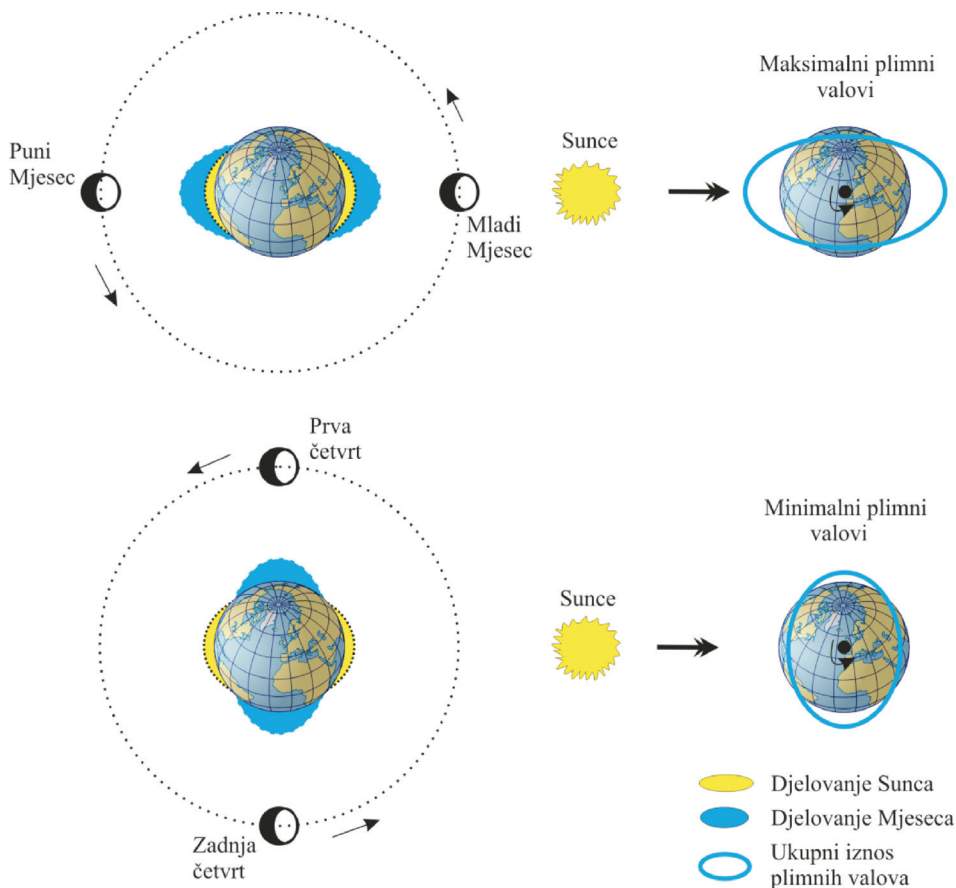 Maksimalni plimni
valovi
Puni
Mjesec
Sunce
Mladi
Mjesec
Prva
četvrt
Minimalni plimni
valovi
Sunce
Zadnja
četvrt
Djelovanje Sunca
Djelovanje Mjeseca
Ukupni iznos
plimnih valova